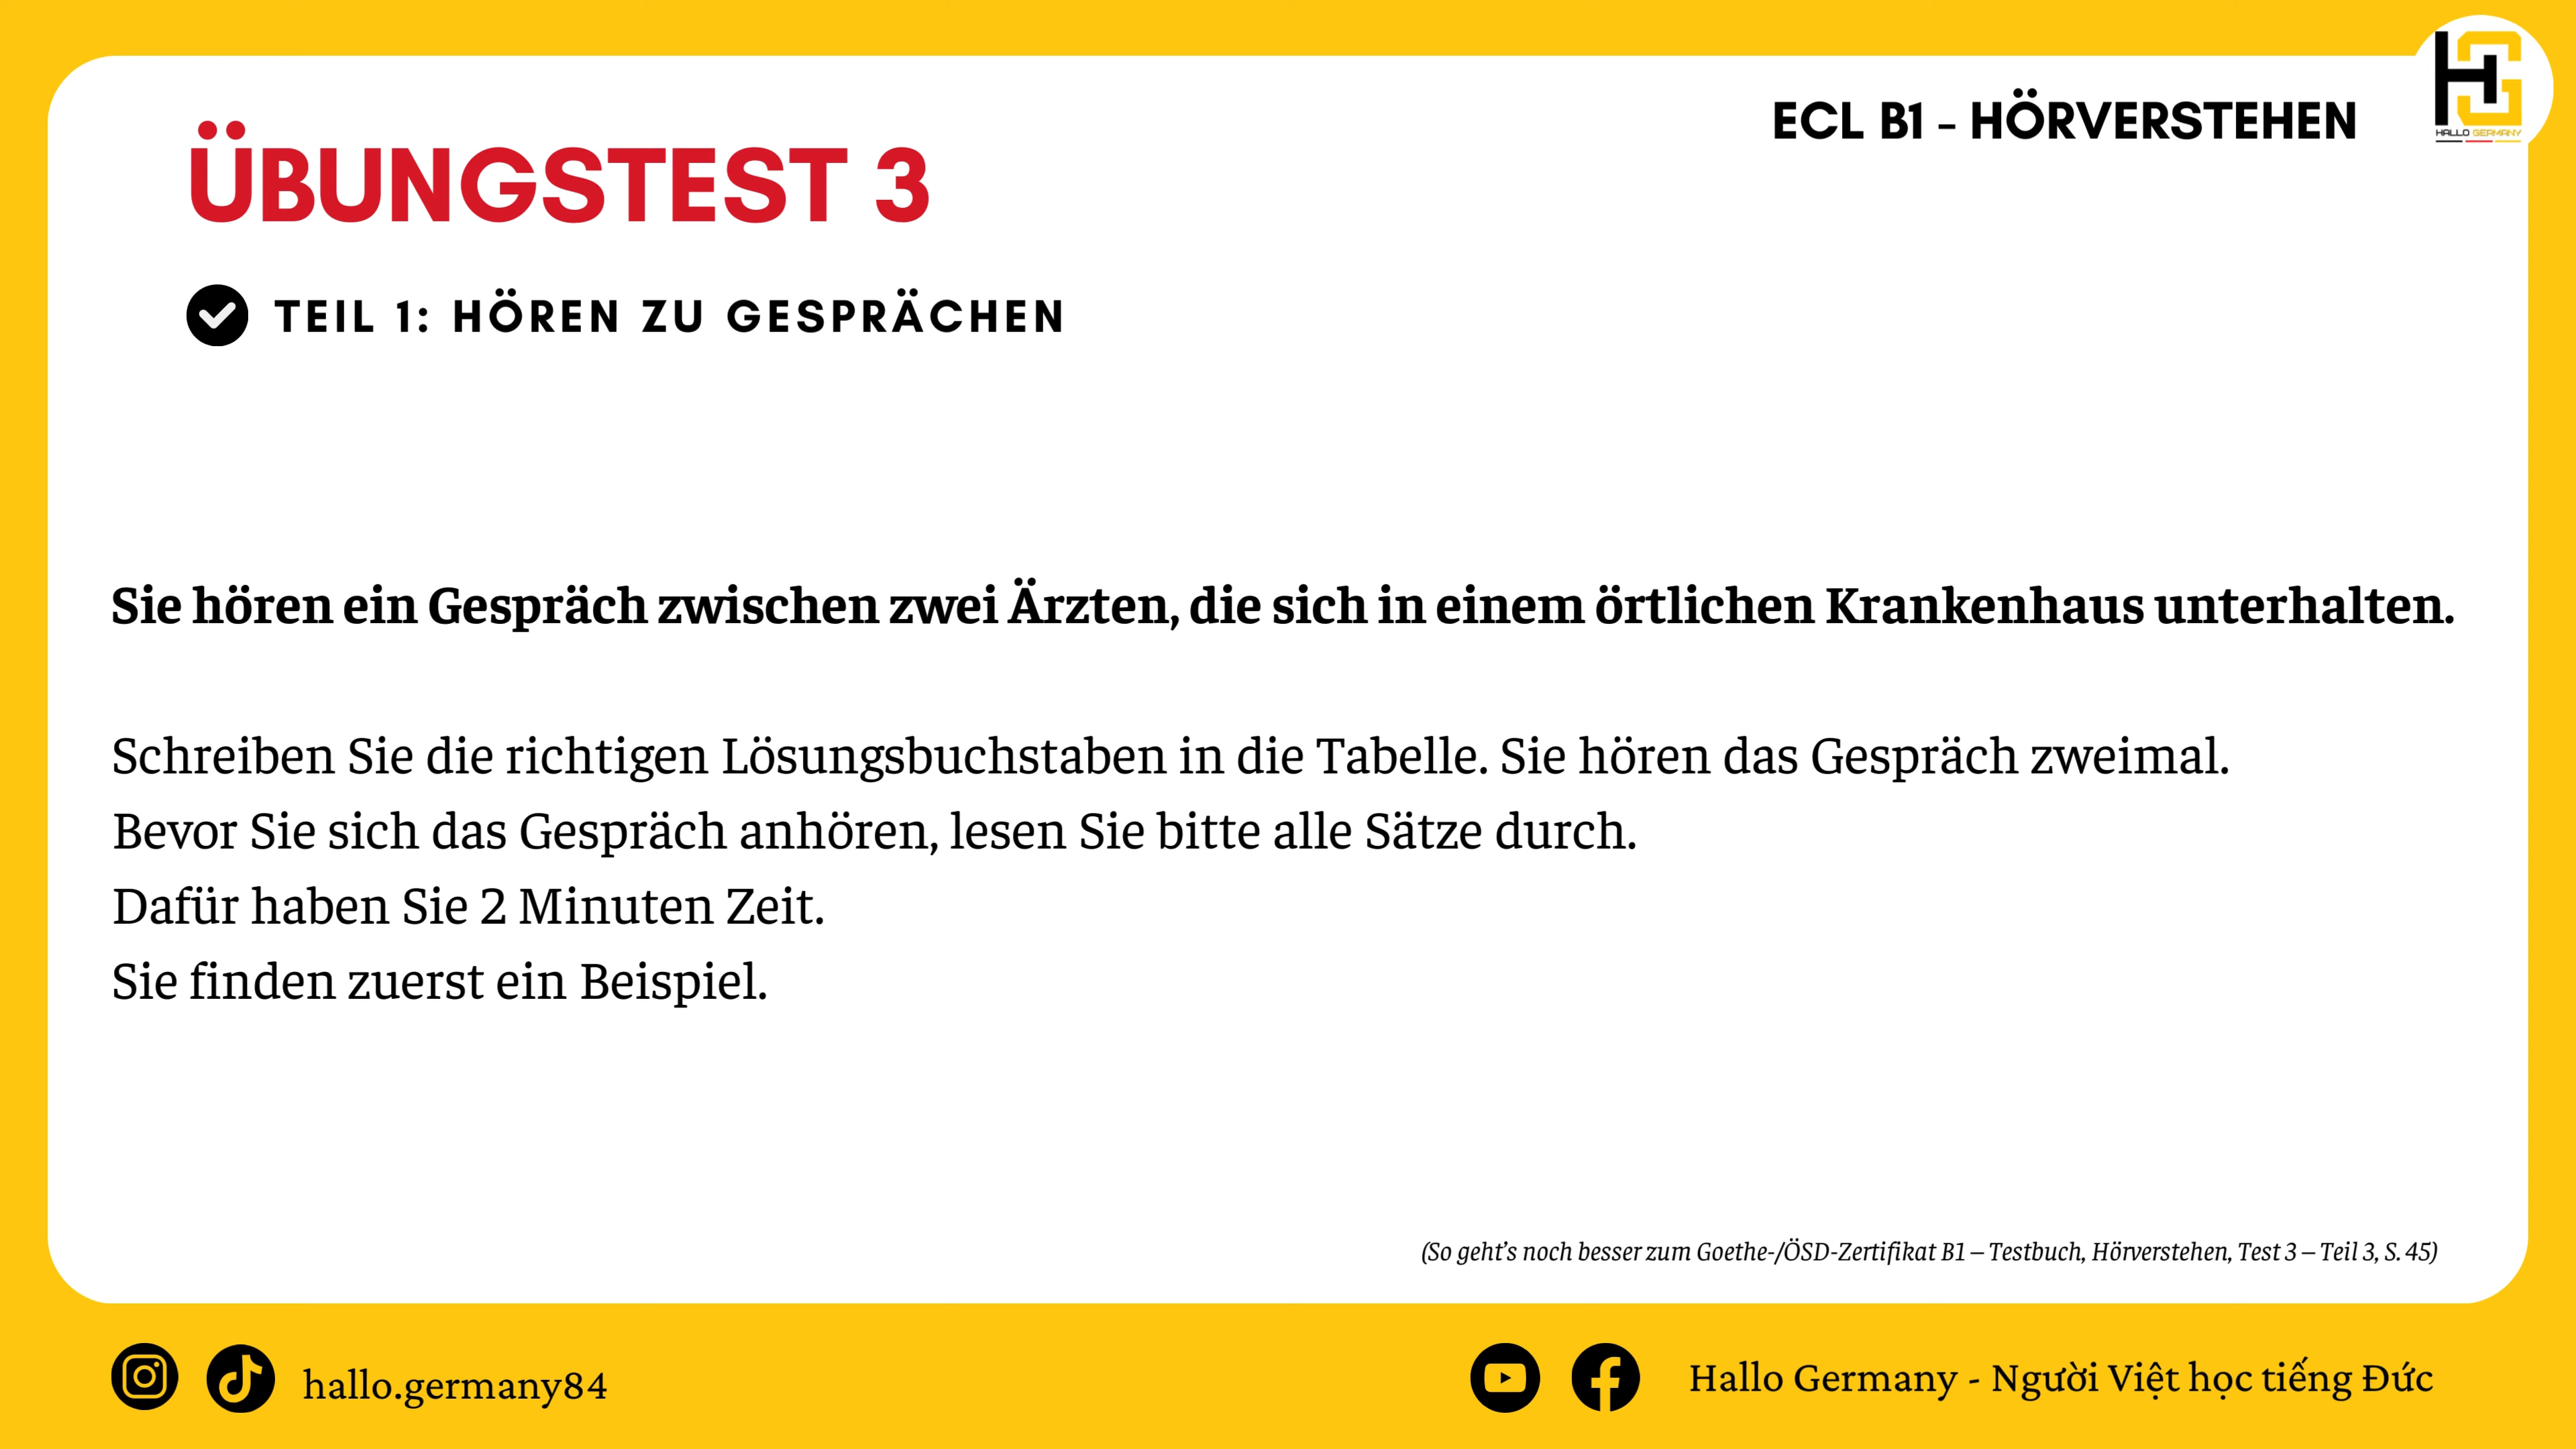 ECL B1 - HÖRVERSTEHEN
HALLO GERMANY
ÜBUNGSTEST 3
TEIL 1: HÖREN ZU GESPRÄCHEN
Sie hören ein Gespräch zwischen zwei Ärzten, die sich in einem örtlichen Krankenhaus unterhalten.
Schreiben Sie die richtigen Lösungsbuchstaben in die Tabelle. Sie hören das Gespräch zweimal.
Bevor Sie sich das Gespräch anhören, lesen Sie bitte alle Sätze durch.
Dafür haben Sie 2 Minuten Zeit.
Sie finden zuerst ein Beispiel.
(So geht's noch besser zum Goethe-/ÖSD-Zertifikat B1 – Testbuch, Hörverstehen, Test 3 – Teil 3, S. 45)
hallo.germany84
Hallo Germany - Người Việt học tiếng Đức